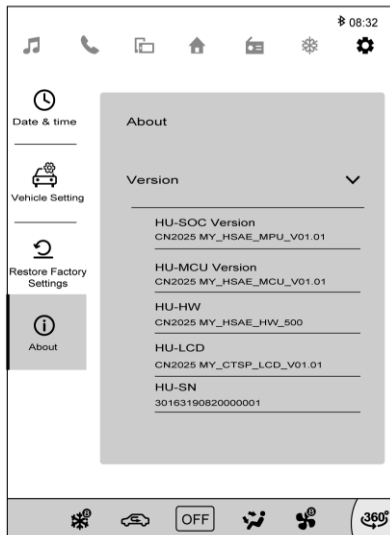 08:32
Date & time
Vehicle Setting
Restore Factory
Settings
About
About
Version
HU-SOC Version
CN2025 MY_HSAE_MPU_V01.01
HU-MCU Version
CN2025 MY_HSAE_MCU_V01.01
HU-HW
CN2025 MY_HSAE_HW_500
HU-LCD
CN2025 MY_CTSP_LCD_V01.01
HU-SN
30163190820000001
OFF
360°